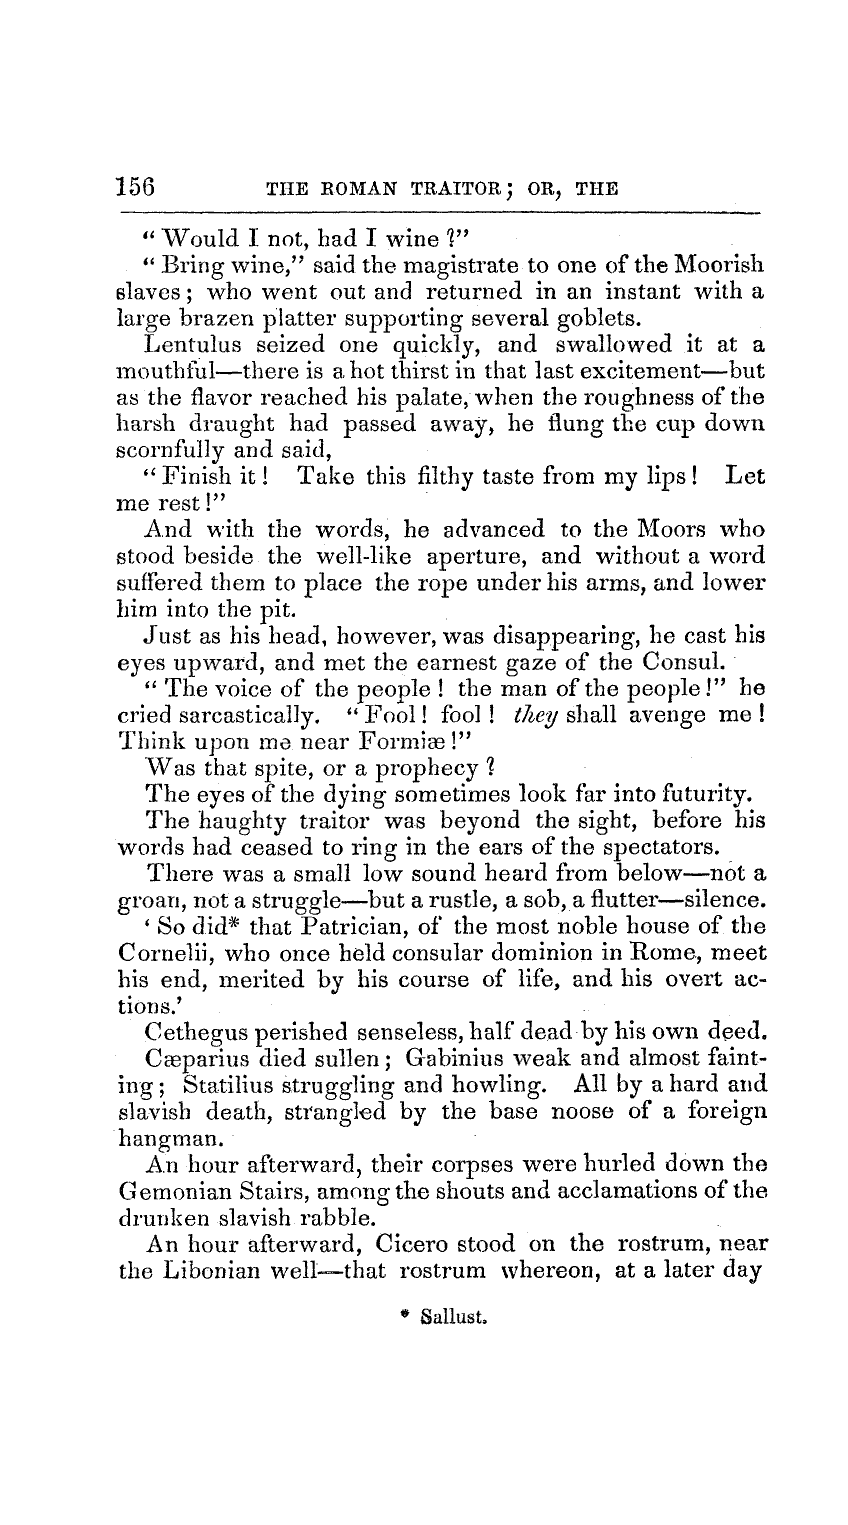 156 THE ROMAN TRAITOR; OR, THE
“Would I not, had I wine?”
“Bring wine,” said the magistrate to one of the Moorish
slaves; who went out and returned in an instant with a
large brazen platter supporting several goblets.
Lentulus seized one quickly, and swallowed it at a
mouthful—there is a hot thirst in that last excitement—but
as the flavor reached his palate, when the roughness of the
harsh draught had passed away, he flung the cup down
scornfully and said,
“Finish it! Take this filthy taste from my lips! Let
me rest!”
And with the words, he advanced to the Moors who
stood beside the well-like aperture, and without a word
suffered them to place the rope under his arms, and lower
him into the pit.
Just as his head, however, was disappearing, he cast his
eyes upward, and met the earnest gaze of the Consul.
“The voice of the people! the man of the people!” he
cried sarcastically. “Fool! fool! they shall avenge me!
Think upon me near Formiæ!”
Was that spite, or a prophecy?
The eyes of the dying sometimes look far into futurity.
The haughty traitor was beyond the sight, before his
words had ceased to ring in the ears of the spectators.
There was a small low sound heard from below—not a
groan, not a struggle—but a rustle, a sob, a flutter—silence.
‘So did* that Patrician, of the most noble house of the
Cornelii, who once held consular dominion in Rome, meet
his end, merited by his course of life, and his overt ac-
tions.’
Cethegus perished senseless, half dead by his own deed.
Cæparius died sullen; Gabinius weak and almost faint-
ing; Statilius struggling and howling. All by a hard and
slavish death, strangled by the base noose of a foreign
hangman.
An hour afterward, their corpses were hurled down the
Gemonian Stairs, among the shouts and acclamations of the
drunken slavish rabble.
An hour afterward, Cicero stood on the rostrum, near
the Libonian well—that rostrum whereon, at a later day
* Sallust.